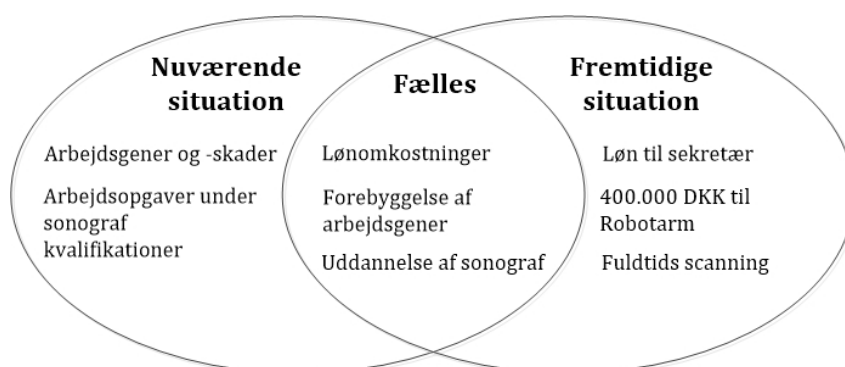 Nuværende
situation
Arbejdsgener og -skader
Arbejdsopgaver under
sonograf
kvalifikationer
Fælles
Lønomkostninger
Forebyggelse af
arbejdsgener
Uddannelse af sonograf
Fremtidige
situation
Løn til sekretær
400.000 DKK til
Robotarm
Fuldtids scanning